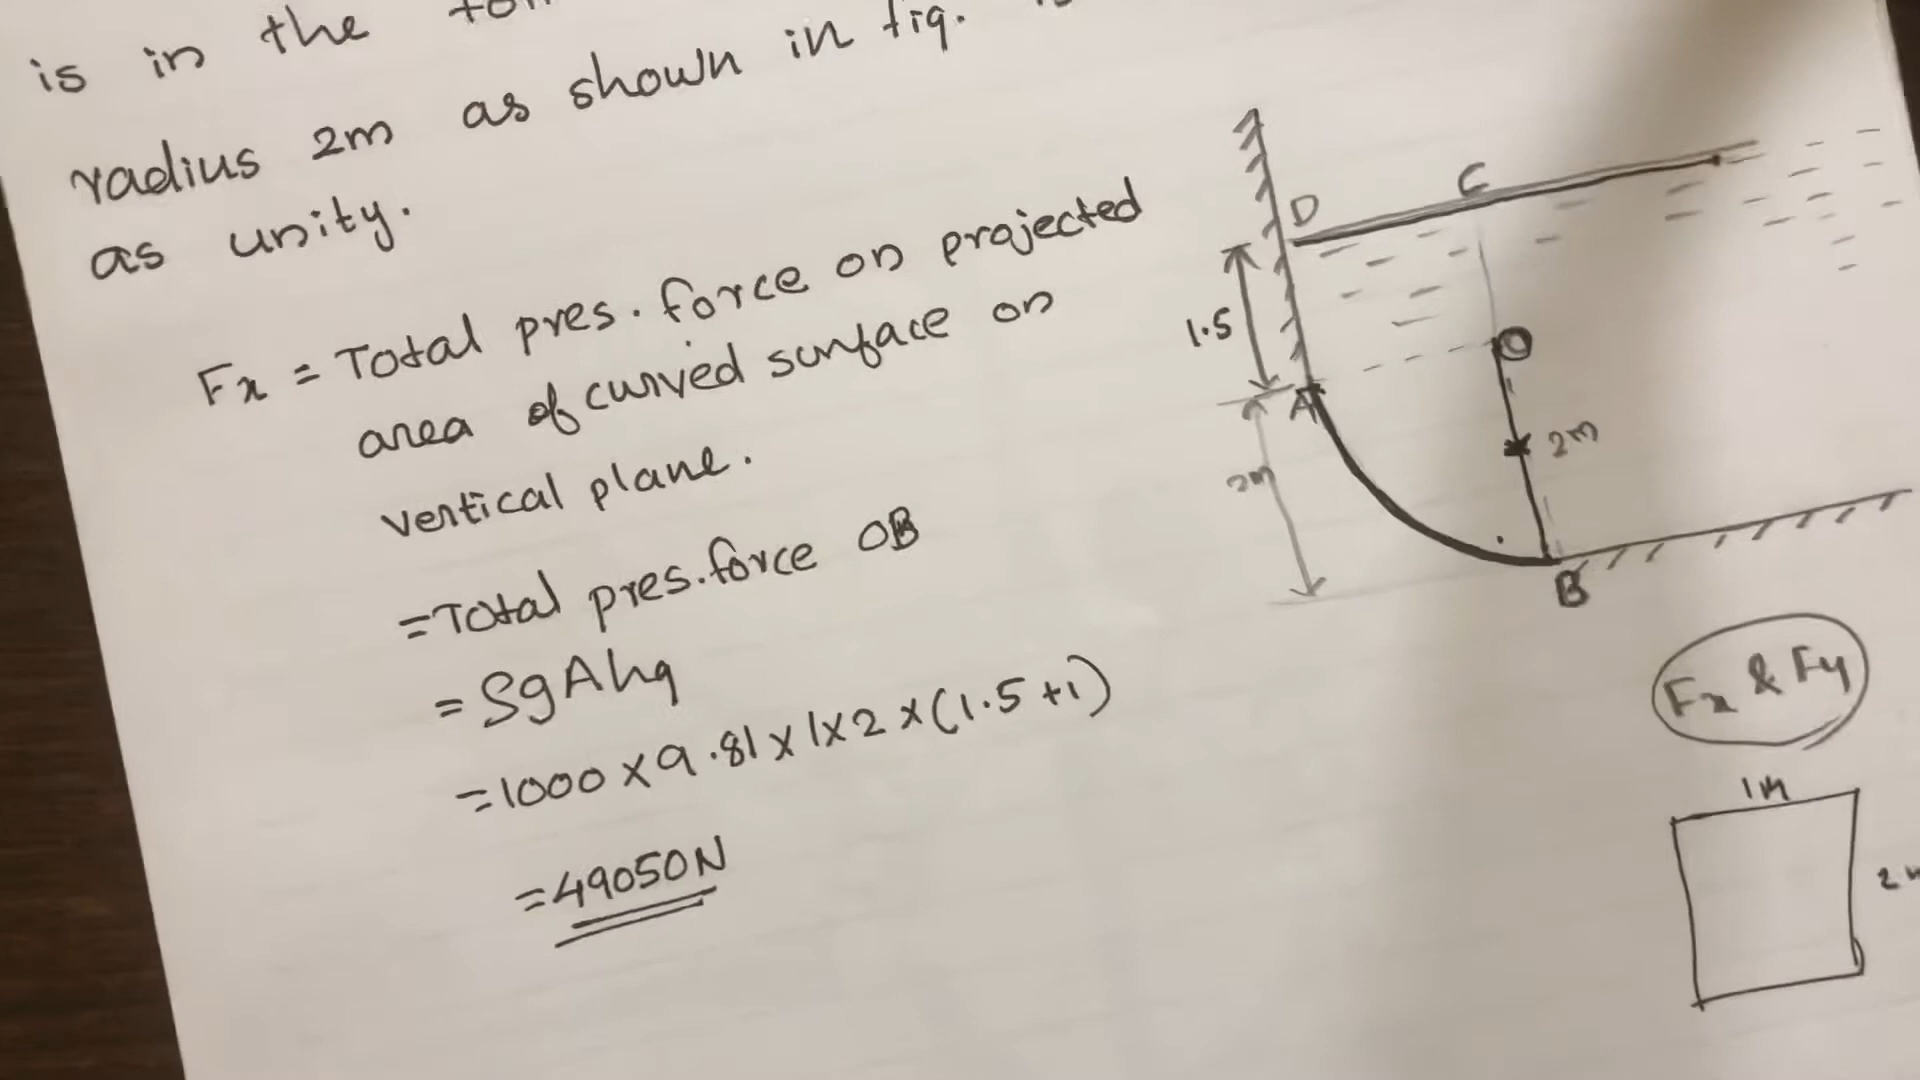 is in the
radius 2m as shown in fig.
as unity.
Fx = Total pres. force on projected
area of curved surface on
vertical plane.
=Total pres.force OB
= SgAhg
=1000 x 9.81 x 1x2 x (1.5 +1)
=49050N
D
C
1.5
O
A
2m
2m
B
Fx & Fy
1m
2